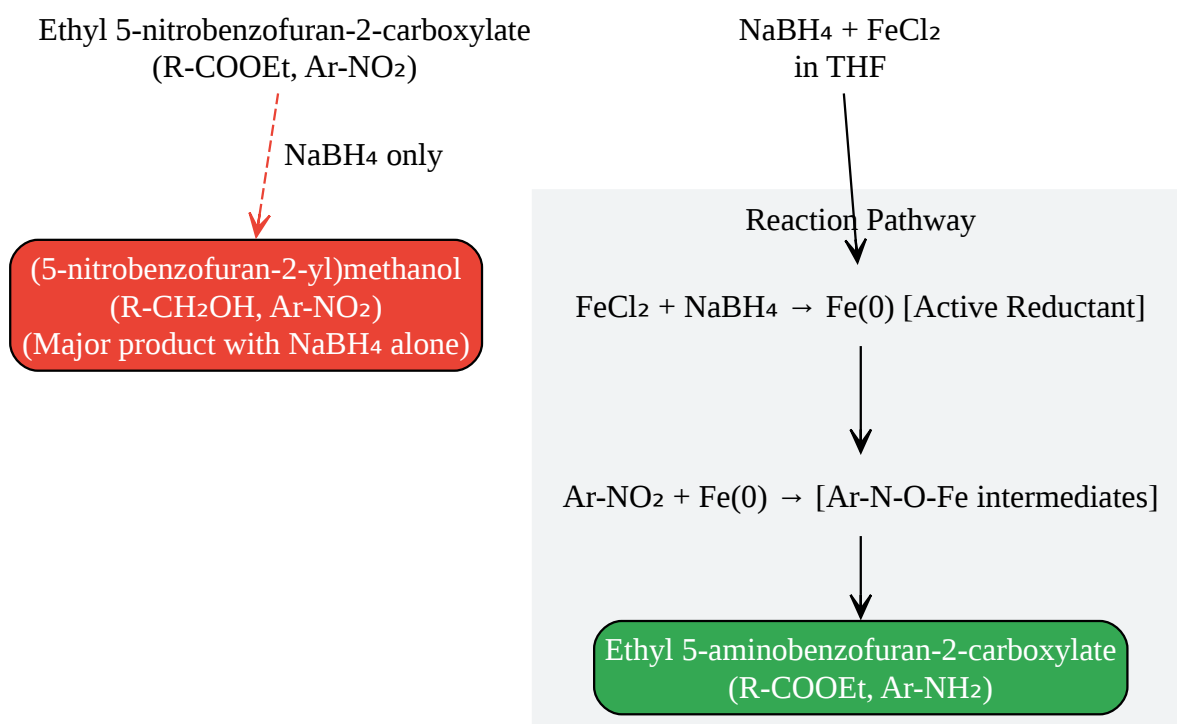 Ethyl 5-nitrobenzofuran-2-carboxylate
(R-COOEt, Ar-NO₂)
NaBH₄ only
(5-nitrobenzofuran-2-yl)methanol
(R-CH₂OH, Ar-NO₂)
(Major product with NaBH₄ alone)
NaBH₄ + FeCl₂
in THF
Reaction Pathway
FeCl₂ + NaBH₄ → Fe(0) [Active Reductant]
Ar-NO₂ + Fe(0) → [Ar-N-O-Fe intermediates]
Ethyl 5-aminobenzofuran-2-carboxylate
(R-COOEt, Ar-NH₂)